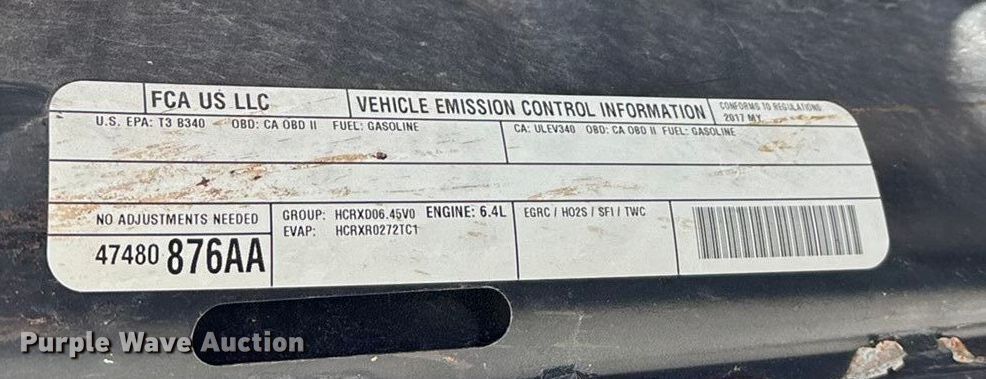 FCA US LLC
VEHICLE EMISSION CONTROL INFORMATION
CONFORMS TO REGULATIONS
2017 MY
U.S. EPA: T3 B340 OBD: CA OBD II FUEL: GASOLINE
CA: ULEV340 OBD: CA OBD II FUEL: GASOLINE
NO ADJUSTMENTS NEEDED
47480 876AA
GROUP: HCRXD06.45V0 ENGINE: 6.4L
EVAP: HCRXR0272TC1
EGRC / HO2S / SFI / TWC
Purple Wave Auction